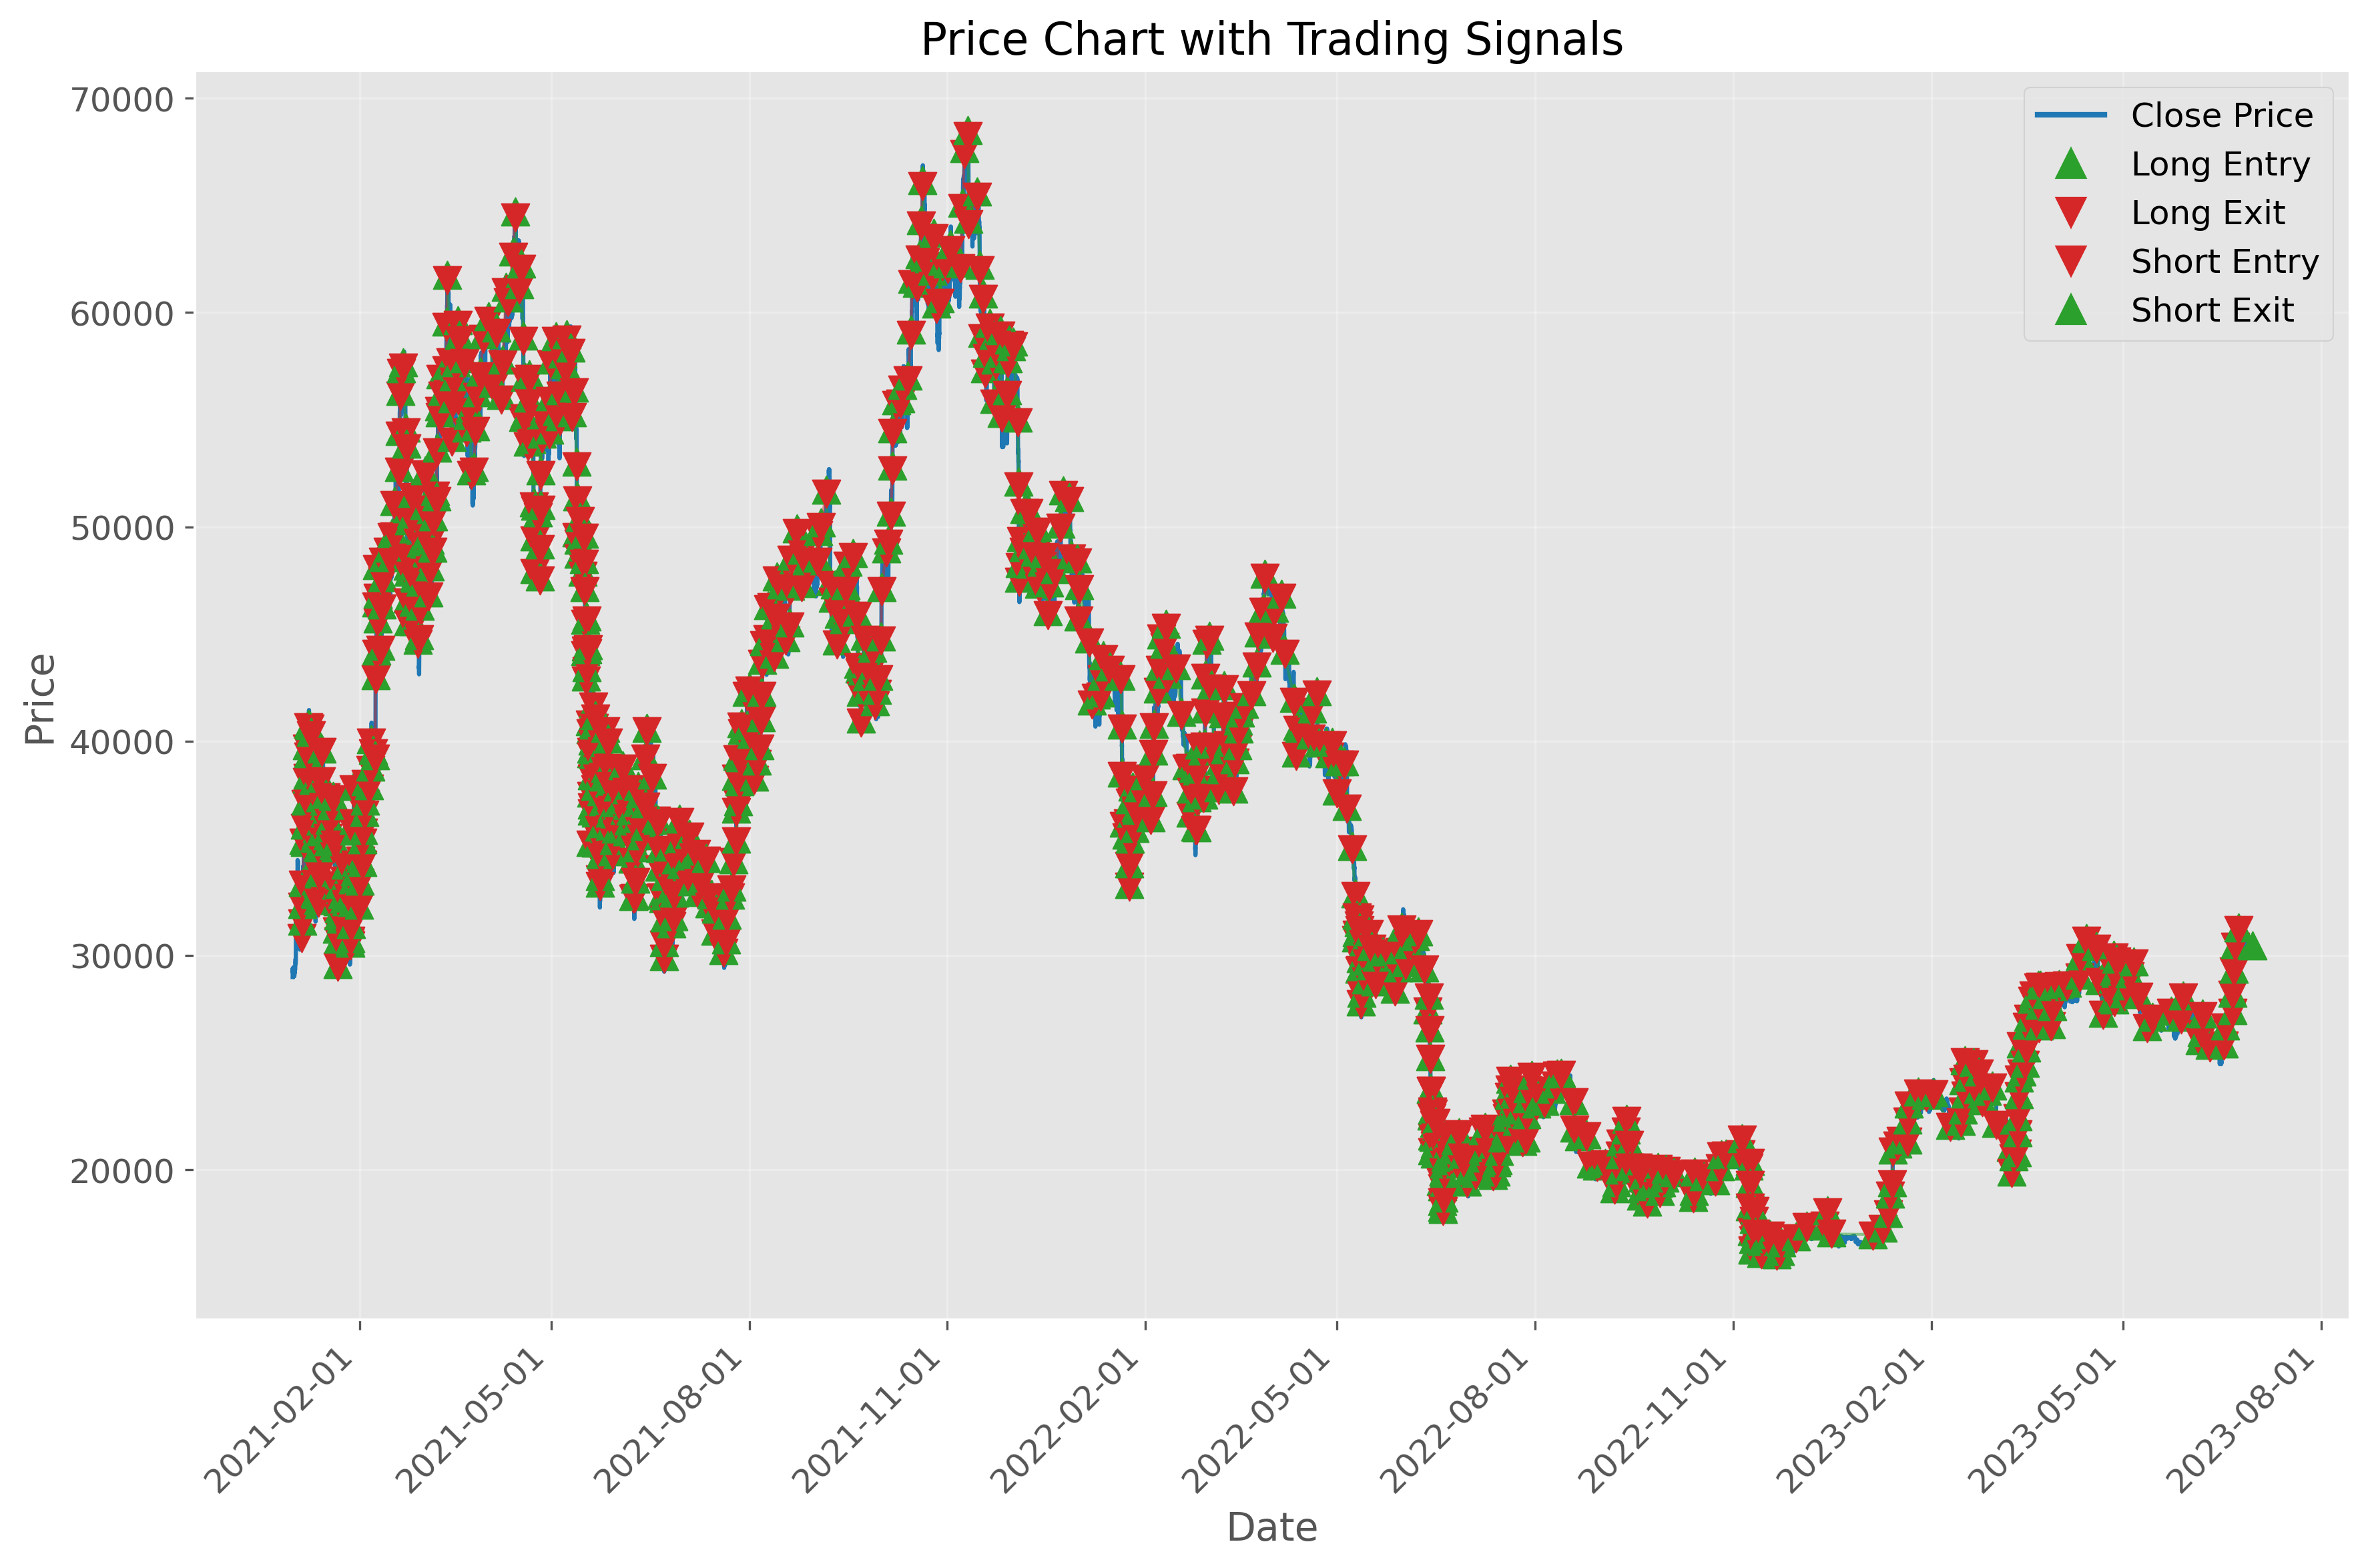 Price Chart with Trading Signals
70000
60000
50000
40000
30000
20000
Price
Close Price
Long Entry
Long Exit
Short Entry
Short Exit
2021-02-01
2021-05-01
2021-08-01
2021-11-01
2022-02-01
2022-05-01
2022-08-01
2022-11-01
2023-02-01
2023-05-01
2023-08-01
Date